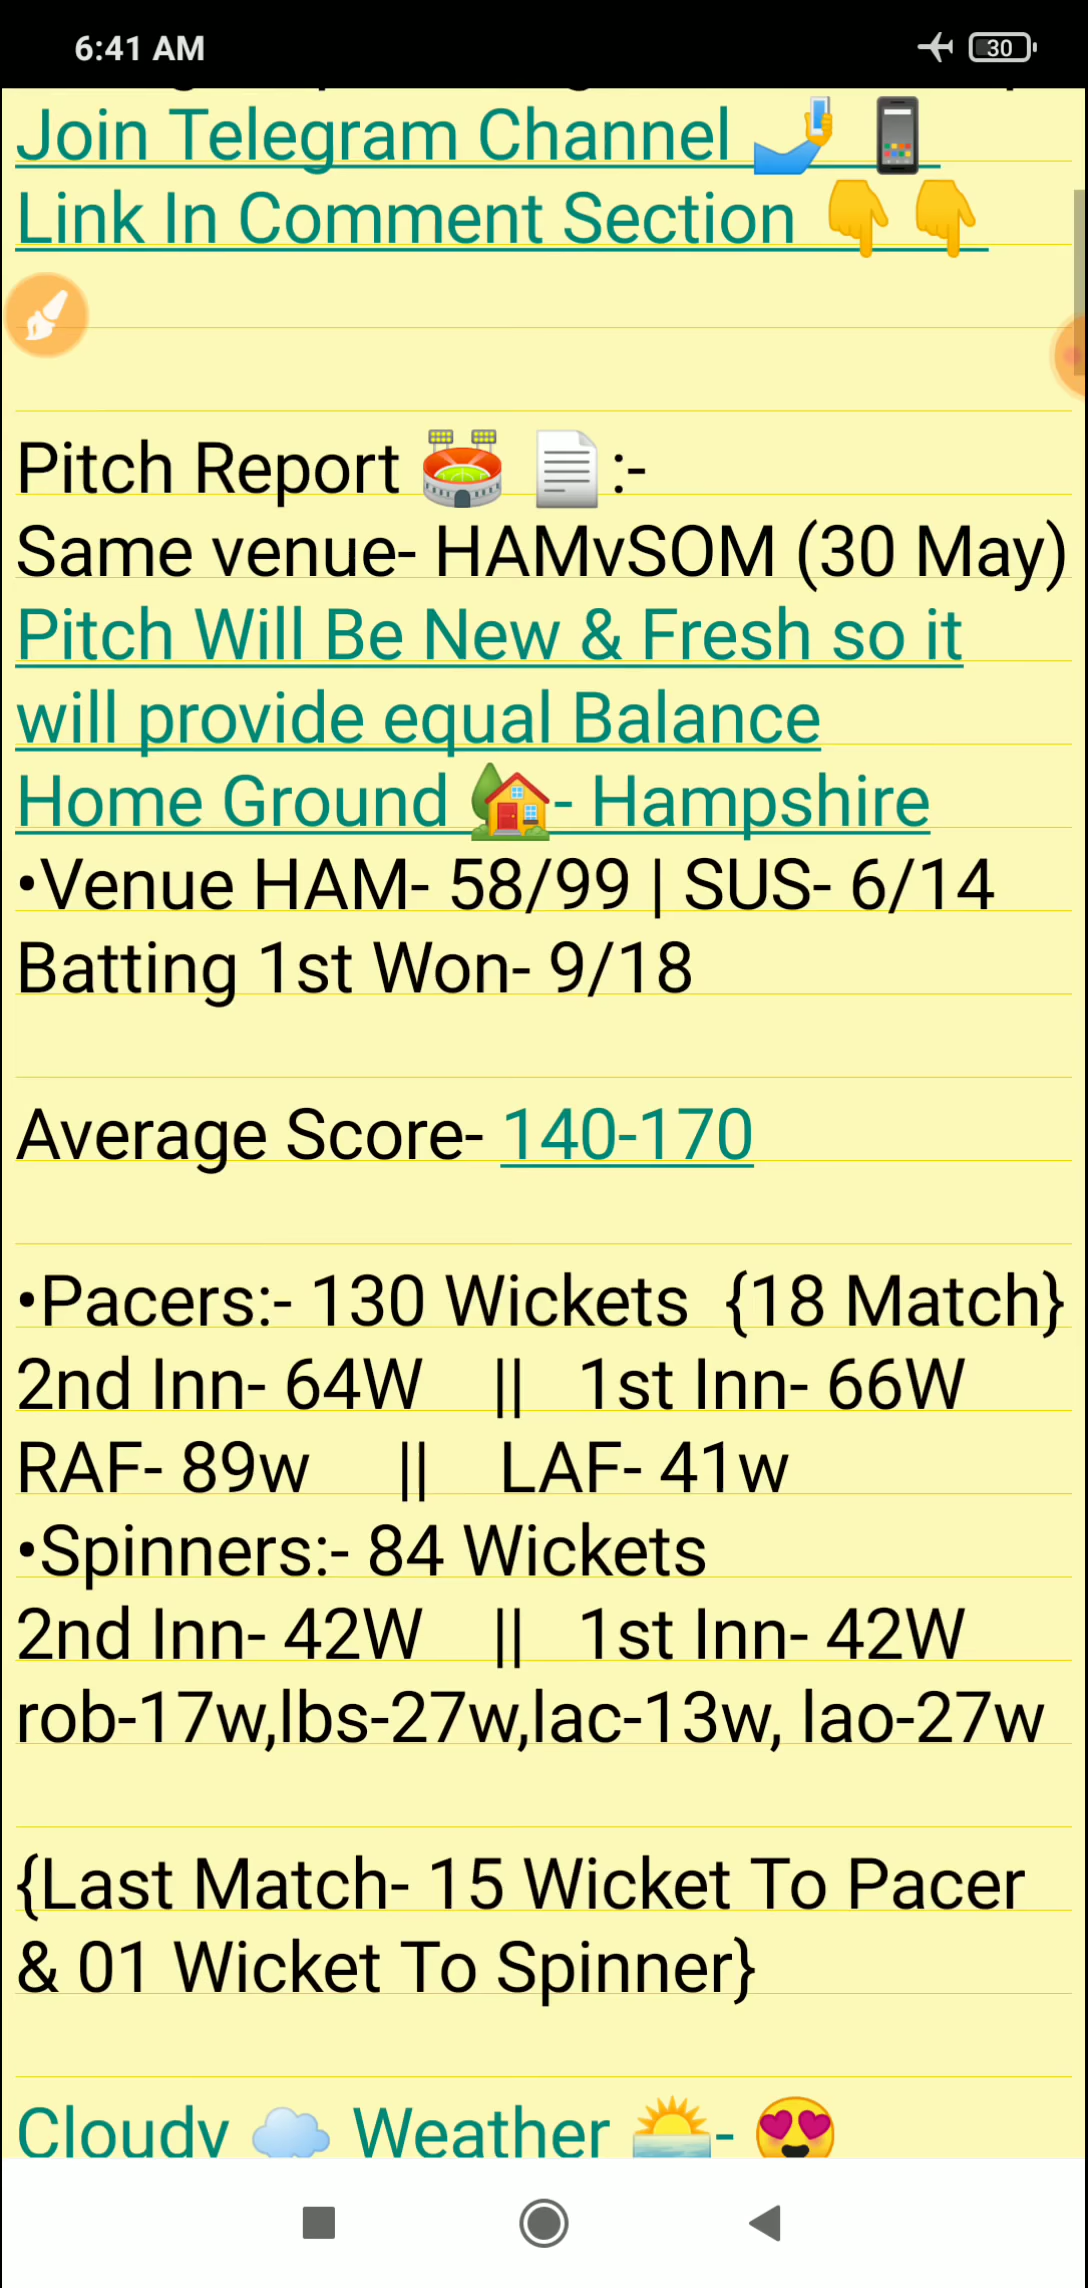 6:41 AM
30
Join Telegram Channel 🤳 📱
Link In Comment Section 👇👇
Pitch Report 🏟️ 📄 :-
Same venue- HAMvSOM (30 May)
Pitch Will Be New & Fresh so it
will provide equal Balance
Home Ground 🏡- Hampshire
•Venue HAM- 58/99 | SUS- 6/14
Batting 1st Won- 9/18
Average Score- 140-170
•Pacers:- 130 Wickets {18 Match}
2nd Inn- 64W || 1st Inn- 66W
RAF- 89w || LAF- 41w
•Spinners:- 84 Wickets
2nd Inn- 42W || 1st Inn- 42W
rob-17w,lbs-27w,lac-13w, lao-27w
{Last Match- 15 Wicket To Pacer
& 01 Wicket To Spinner}
Cloudy ☁️ Weather 🌅- 😍